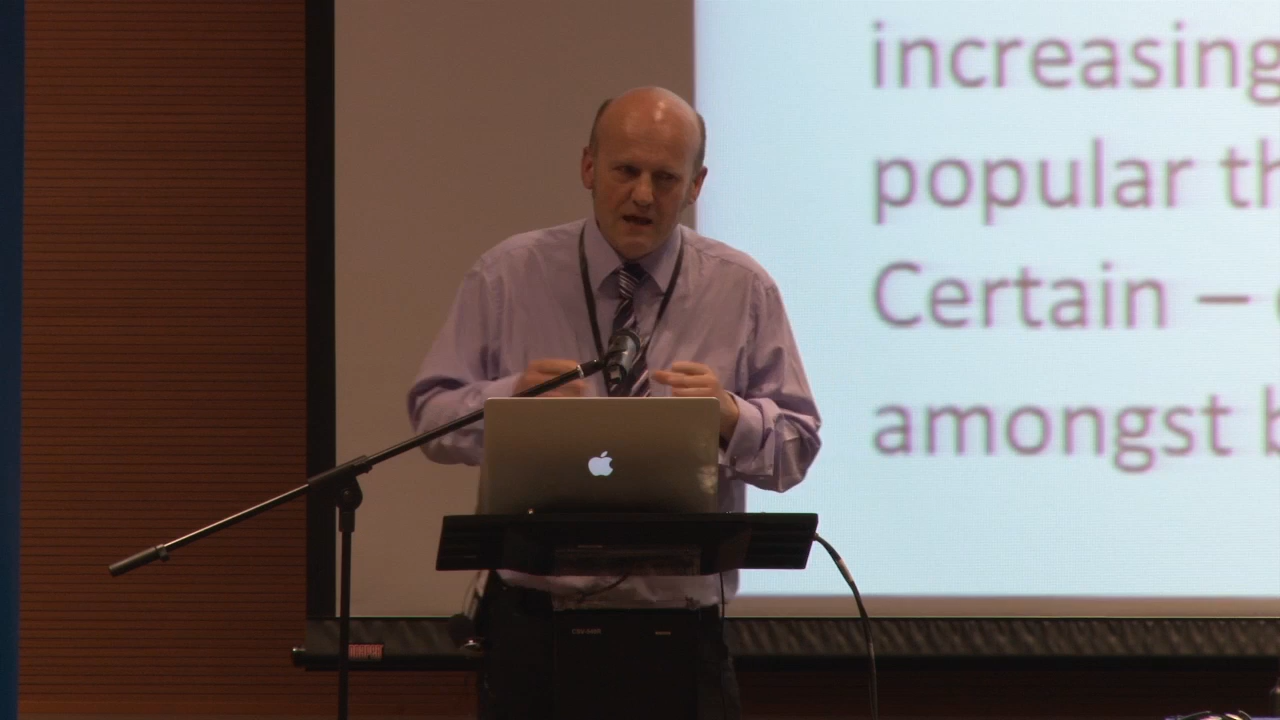 increasing
popular th
Certain –
amongst b